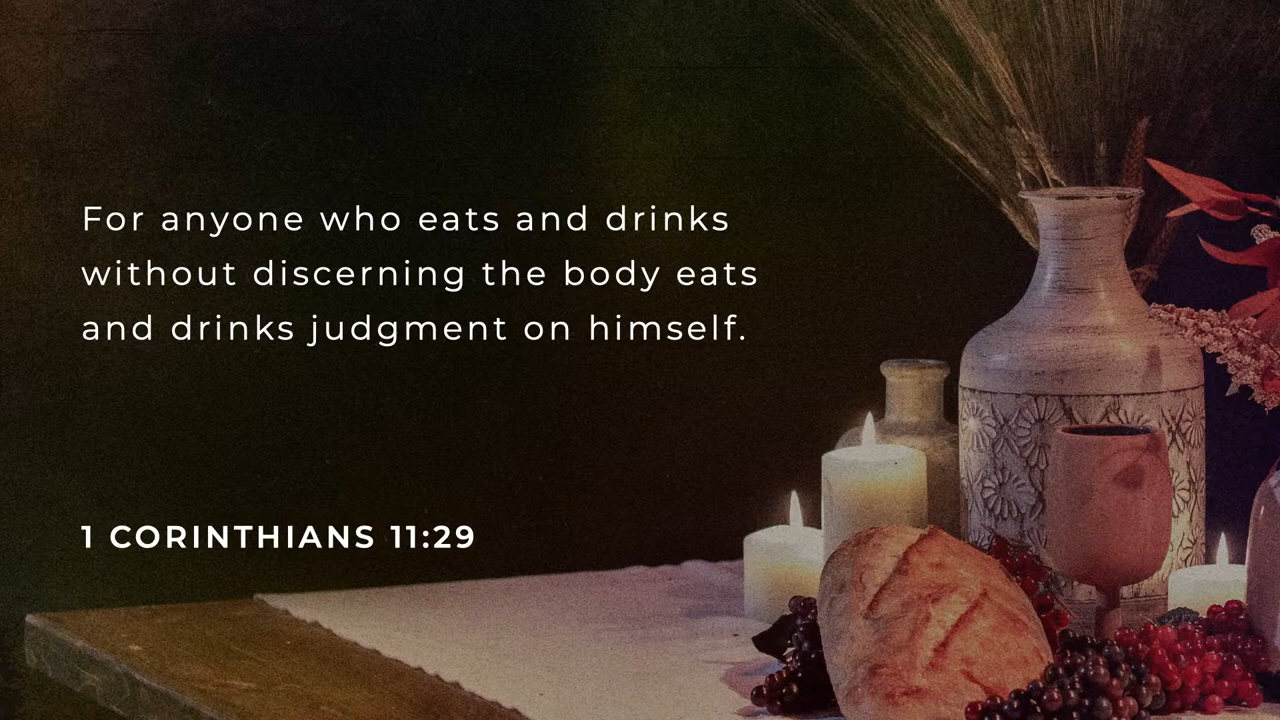 For anyone who eats and drinks
without discerning the body eats
and drinks judgment on himself.
1 CORINTHIANS 11:29